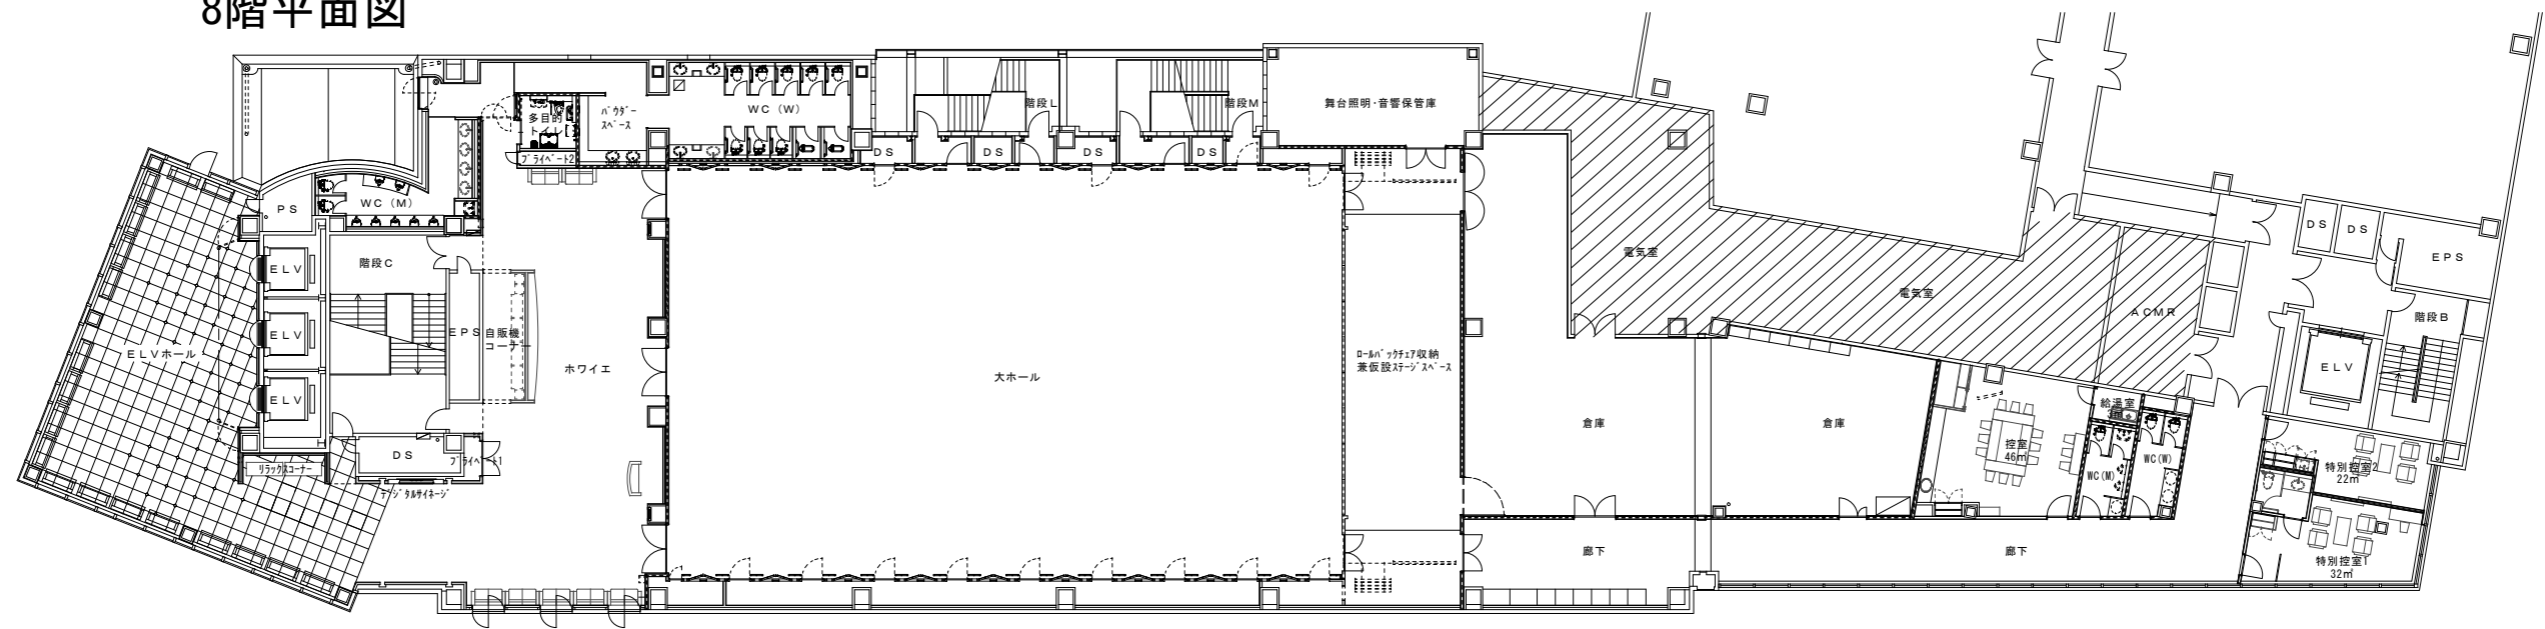 8階平面図
多目的
トイレ
プライベート2
パウダー
スペース
WC (W)
階段L
階段M
舞台照明・音響保管庫
DS
DS
DS
DS
PS
WC (M)
ELV
ELV
ELV
階段C
EPS
自販機
コーナー
ELVホール
ホワイエ
大ホール
ロールバックチェア収納
兼仮設ステージスペース
DS
プライベート1
リラックスコーナー
デジタルサイネージ
電気室
電気室
ACMR
DS
DS
EPS
階段B
ELV
倉庫
倉庫
控室
46㎡
給湯室
WC(M)
WC(W)
特別控室2
22㎡
特別控室1
32㎡
廊下
廊下